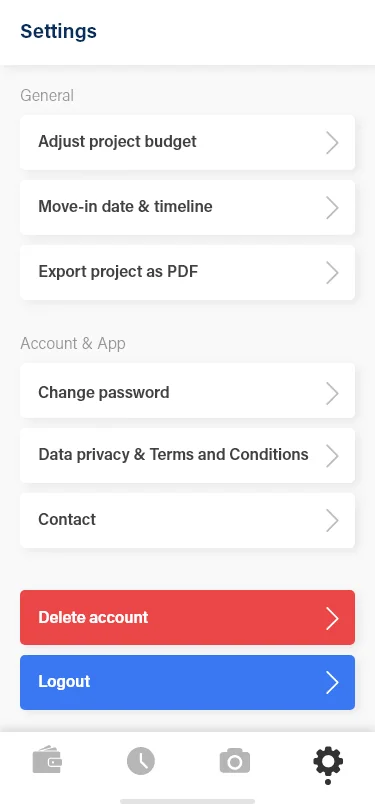 Settings
General
Adjust project budget
Move-in date & timeline
Export project as PDF
Account & App
Change password
Data privacy & Terms and Conditions
Contact
Delete account
Logout